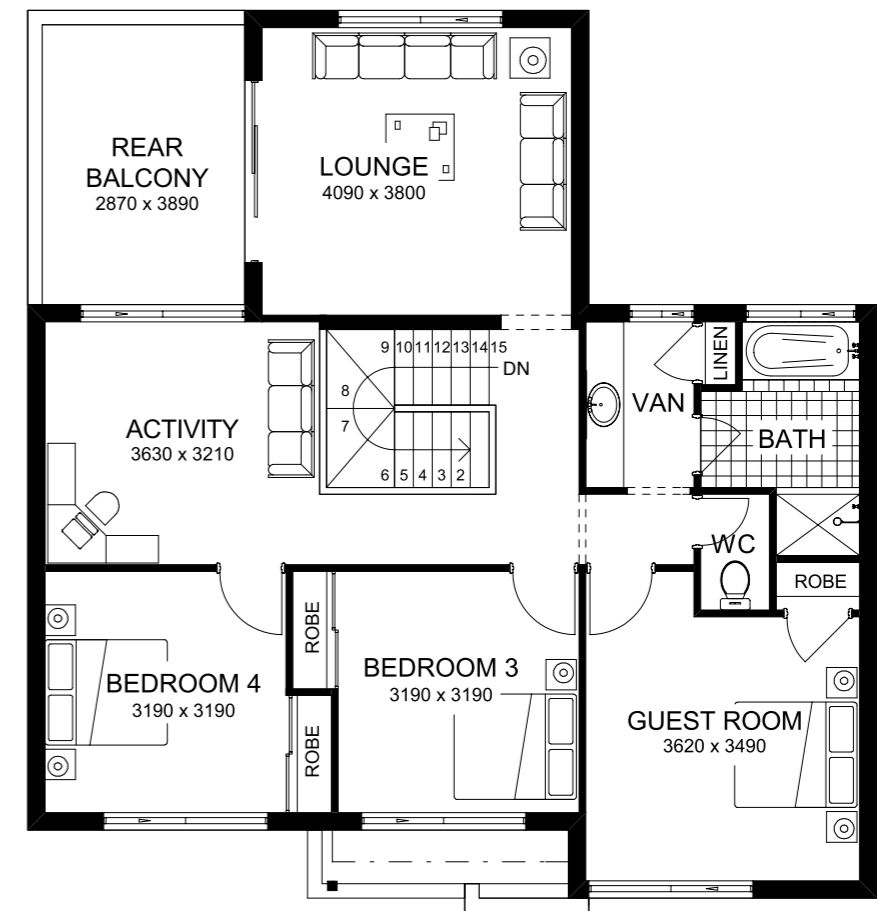 REAR
BALCONY
2870 x 3890
LOUNGE
4090 x 3800
9 10 11 12 13 14 15
DN
8
7
6 5 4 3 2
ACTIVITY
3630 x 3210
VAN
LINEN
BATH
WC
ROBE
BEDROOM 4
3190 x 3190
ROBE
ROBE
BEDROOM 3
3190 x 3190
GUEST ROOM
3620 x 3490